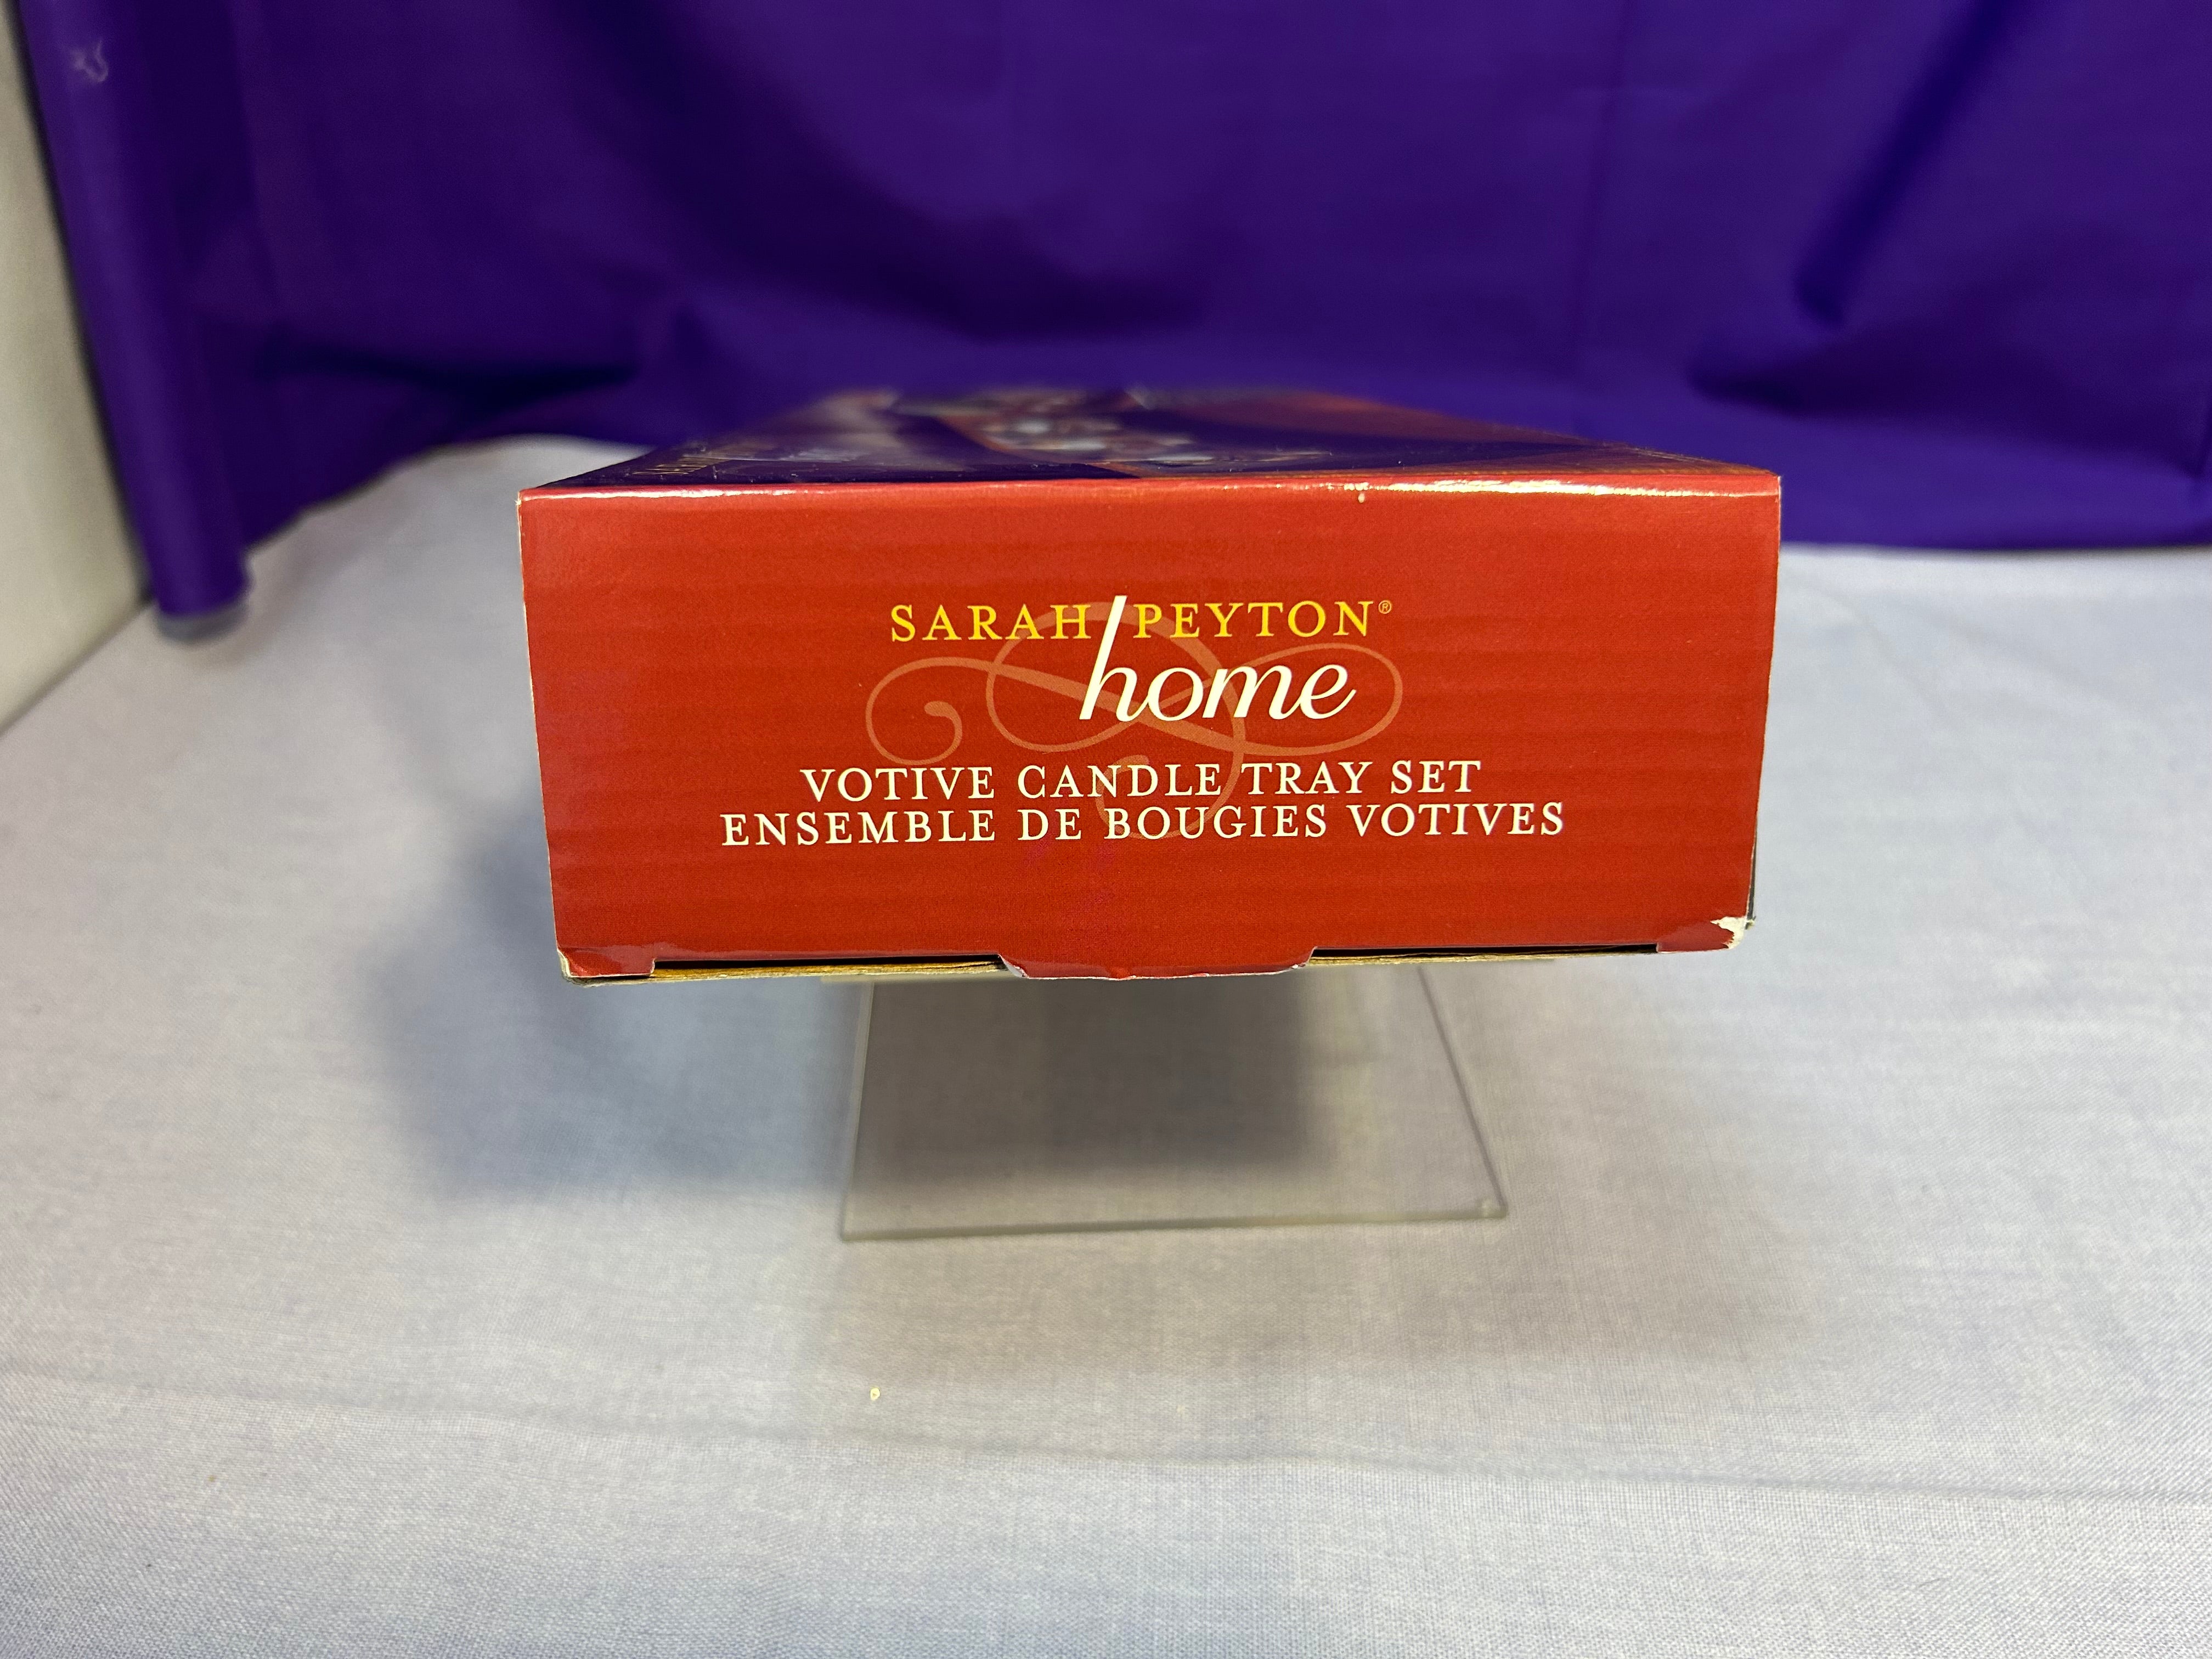 SARAH PEYTON®
home
VOTIVE CANDLE TRAY SET
ENSEMBLE DE BOUGIES VOTIVES